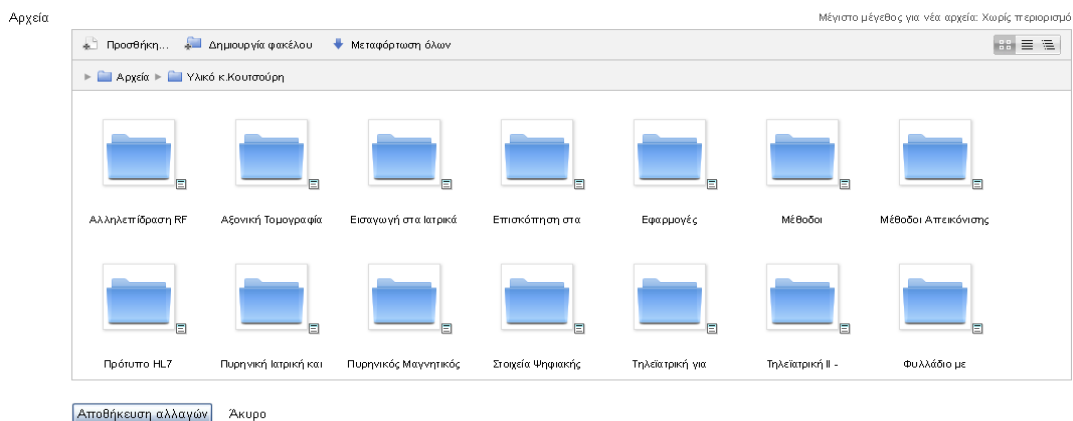 Αρχεία
Μέγιστο μέγεθος για νέα αρχεία: Χωρίς περιορισμό
Προσθήκη... Δημιουργία φακέλου Μεταφόρτωση όλων
Αρχεία Υλικό κ.Κουτσούρη
Αλληλεπίδραση RF Αξονική Τομογραφία Εισαγωγή στα Ιατρικά Επισκόπηση στα Εφαρμογές Μέθοδοι Μέθοδοι Απεικόνισης
Πρότυπο HL7 Πυρηνική Ιατρική και Πυρηνικός Μαγνητικός Στοιχεία Ψηφιακής Τηλεϊατρική για Τηλεϊατρική ΙΙ - Φυλλάδιο με
Αποθήκευση αλλαγών Άκυρο